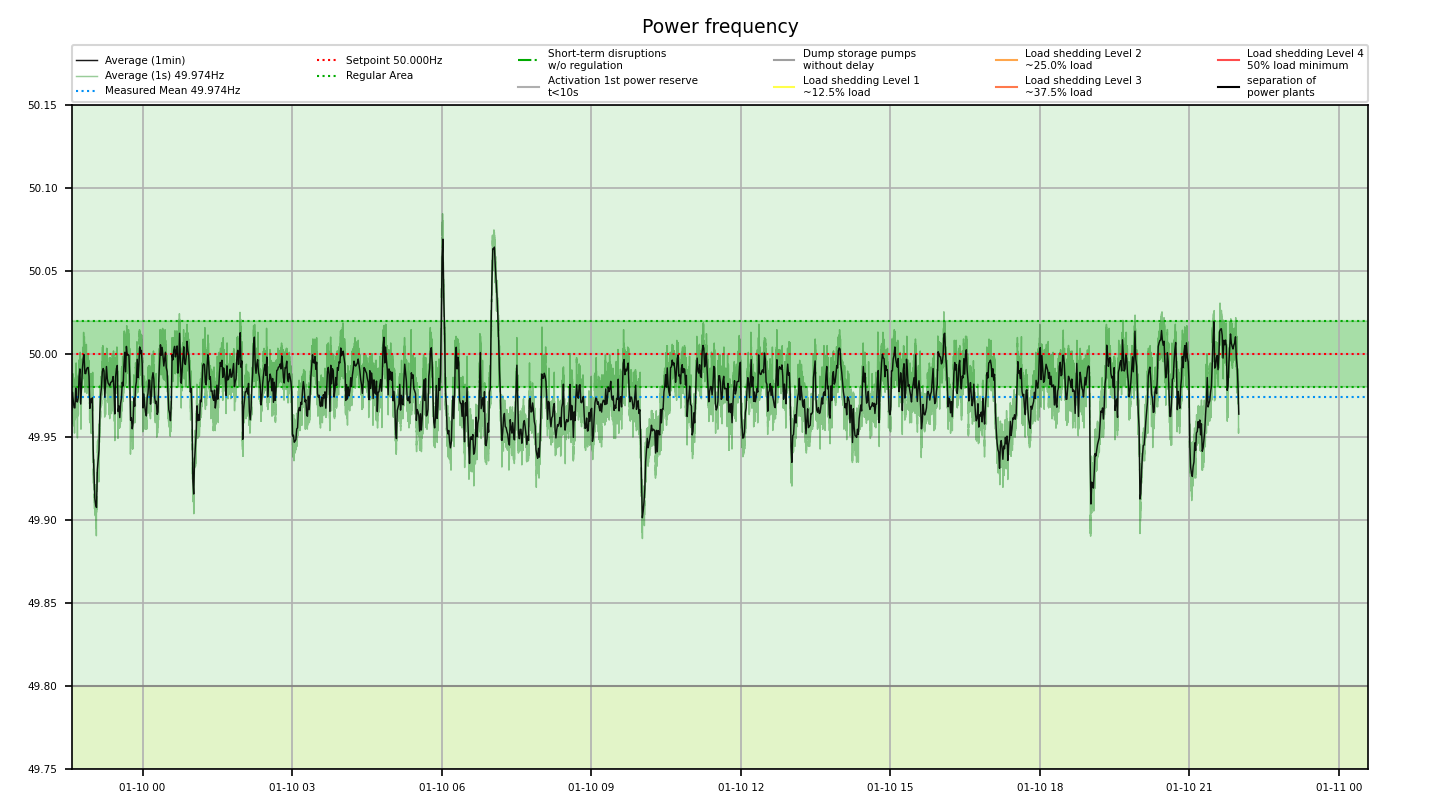 Power frequency
Average (1min)
Average (1s) 49.974Hz
Measured Mean 49.974Hz
Setpoint 50.000Hz
Regular Area
Short-term disruptions
w/o regulation
Activation 1st power reserve
t<10s
Dump storage pumps
without delay
Load shedding Level 1
~12.5% load
Load shedding Level 2
~25.0% load
Load shedding Level 3
~37.5% load
Load shedding Level 4
50% load minimum
separation of
power plants
50.15
50.10
50.05
50.00
49.95
49.90
49.85
49.80
49.75
01-10 00
01-10 03
01-10 06
01-10 09
01-10 12
01-10 15
01-10 18
01-10 21
01-11 00